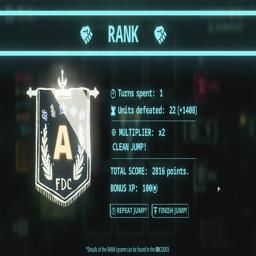 RANK
A
FDC
Turns spent: 1
Units defeated: 22 (+1408)
MULTIPLIER: x2
CLEAN JUMP!
TOTAL SCORE: 2816 points.
BONUS XP: 100
REPEAT JUMP?
FINISH JUMP!
*Details of the RANK system can be found in the CODEX.